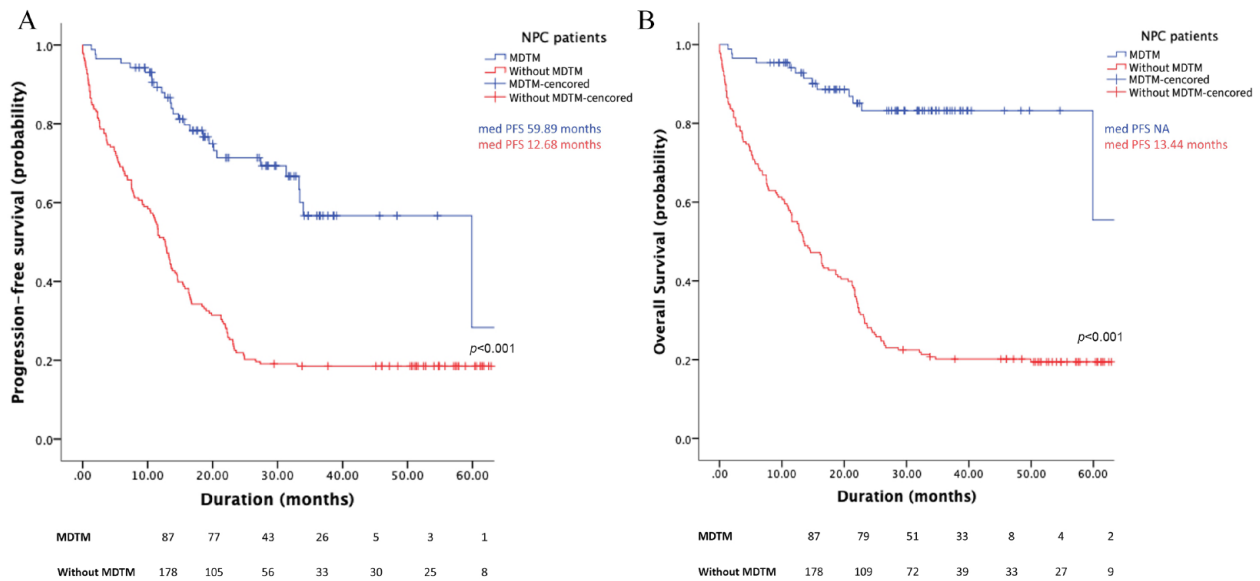 A
NPC patients
MDTM
Without MDTM
MDTM-cencored
Without MDTM-cencored
med PFS 59.89 months
med PFS 12.68 months
p<0.001
Progression-free survival (probability)
1.0
0.8
0.6
0.4
0.2
0.0
.00 10.00 20.00 30.00 40.00 50.00 60.00
Duration (months)
MDTM 87 77 43 26 5 3 1
Without MDTM 178 105 56 33 30 25 8
B
NPC patients
MDTM
Without MDTM
MDTM-cencored
Without MDTM-cencored
med PFS NA
med PFS 13.44 months
p<0.001
Overall Survival (probability)
1.0
0.8
0.6
0.4
0.2
0.0
.00 10.00 20.00 30.00 40.00 50.00 60.00
Duration (months)
MDTM 87 79 51 33 8 4 2
Without MDTM 178 109 72 39 33 27 9